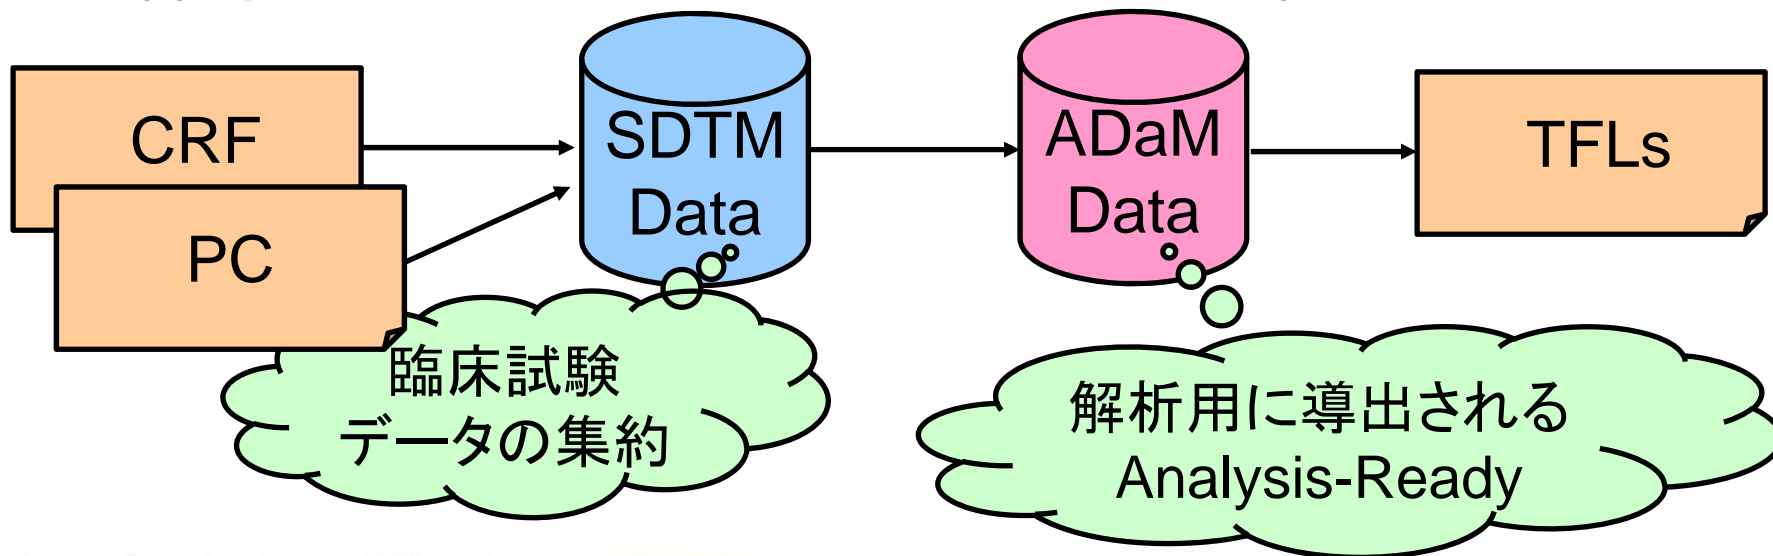 CRF
PC
SDTM
Data
ADaM
Data
TFLs
臨床試験
データの集約
解析用に導出される
Analysis-Ready